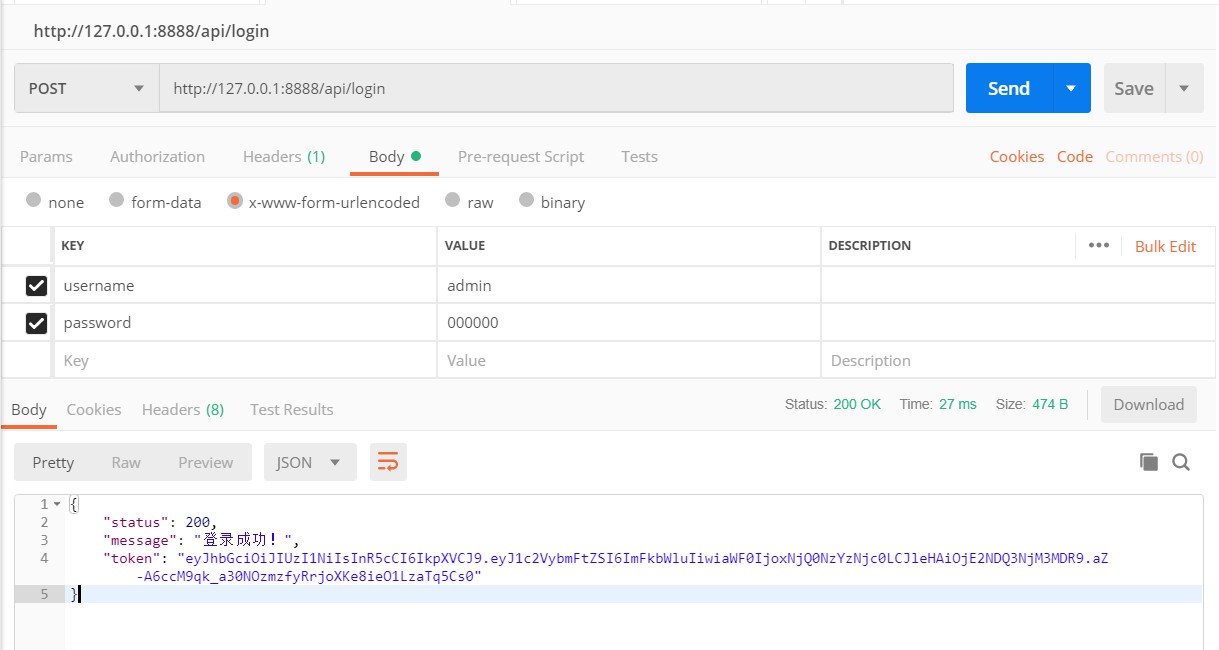 http://127.0.0.1:8888/api/login
POST http://127.0.0.1:8888/api/login Send Save
Params Authorization Headers (1) Body Pre-request Script Tests Cookies Code Comments (0)
none form-data x-www-form-urlencoded raw binary
KEY VALUE DESCRIPTION ••• Bulk Edit
username admin
password 000000
Key Value Description
Body Cookies Headers (8) Test Results Status: 200 OK Time: 27 ms Size: 474 B Download
Pretty Raw Preview JSON
1 {
2 "status": 200,
3 "message": "登录成功！",
4 "token": "eyJhbGciOiJIUzI1NiIsInR5cCI6IkpXVCJ9.eyJ1c2VybmFtZSI6ImFkbWluIiwiaWF0IjoxNjQ0NzYzNjc0LCJleHAiOjE2NDQ3NjM3MDR9.aZ
-A6ccM9qk_a30NOzmzfyRrjoXKe8ieO1LzaTq5Cs0"
5 }